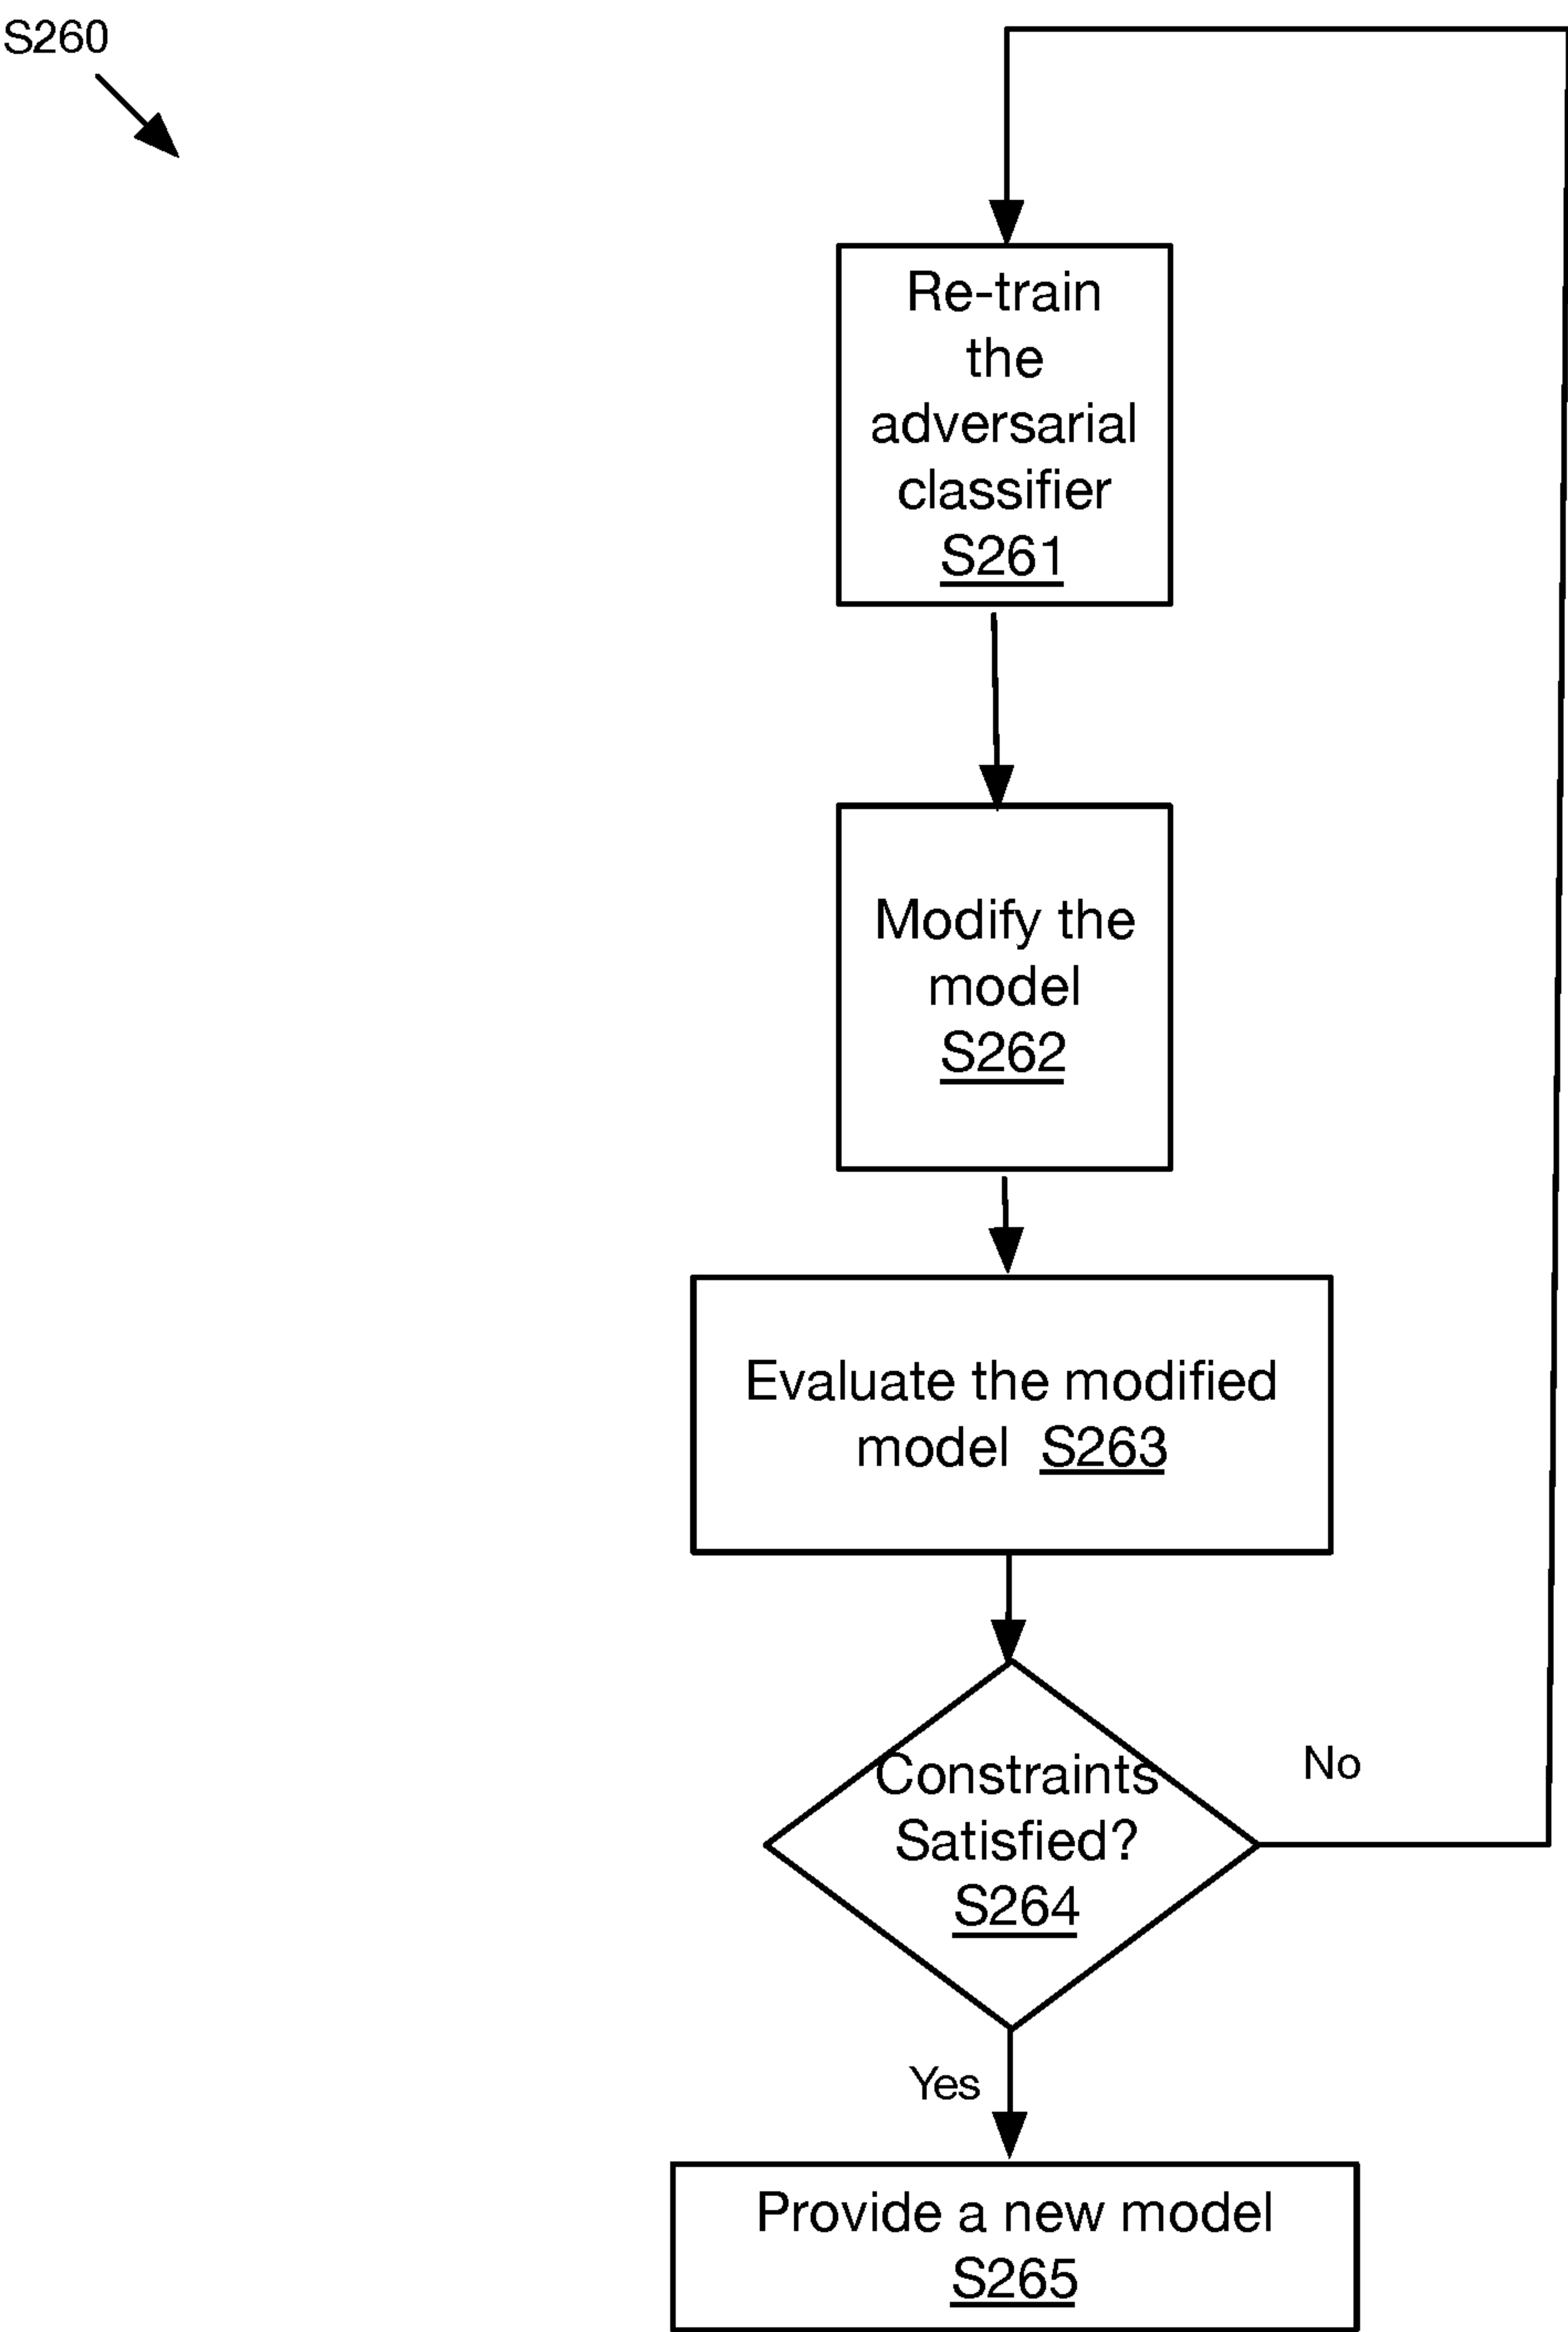 S260
Re-train
the
adversarial
classifier
S261
Modify the
model
S262
Evaluate the modified
model S263
Constraints
Satisfied?
S264
No
Yes
Provide a new model
S265